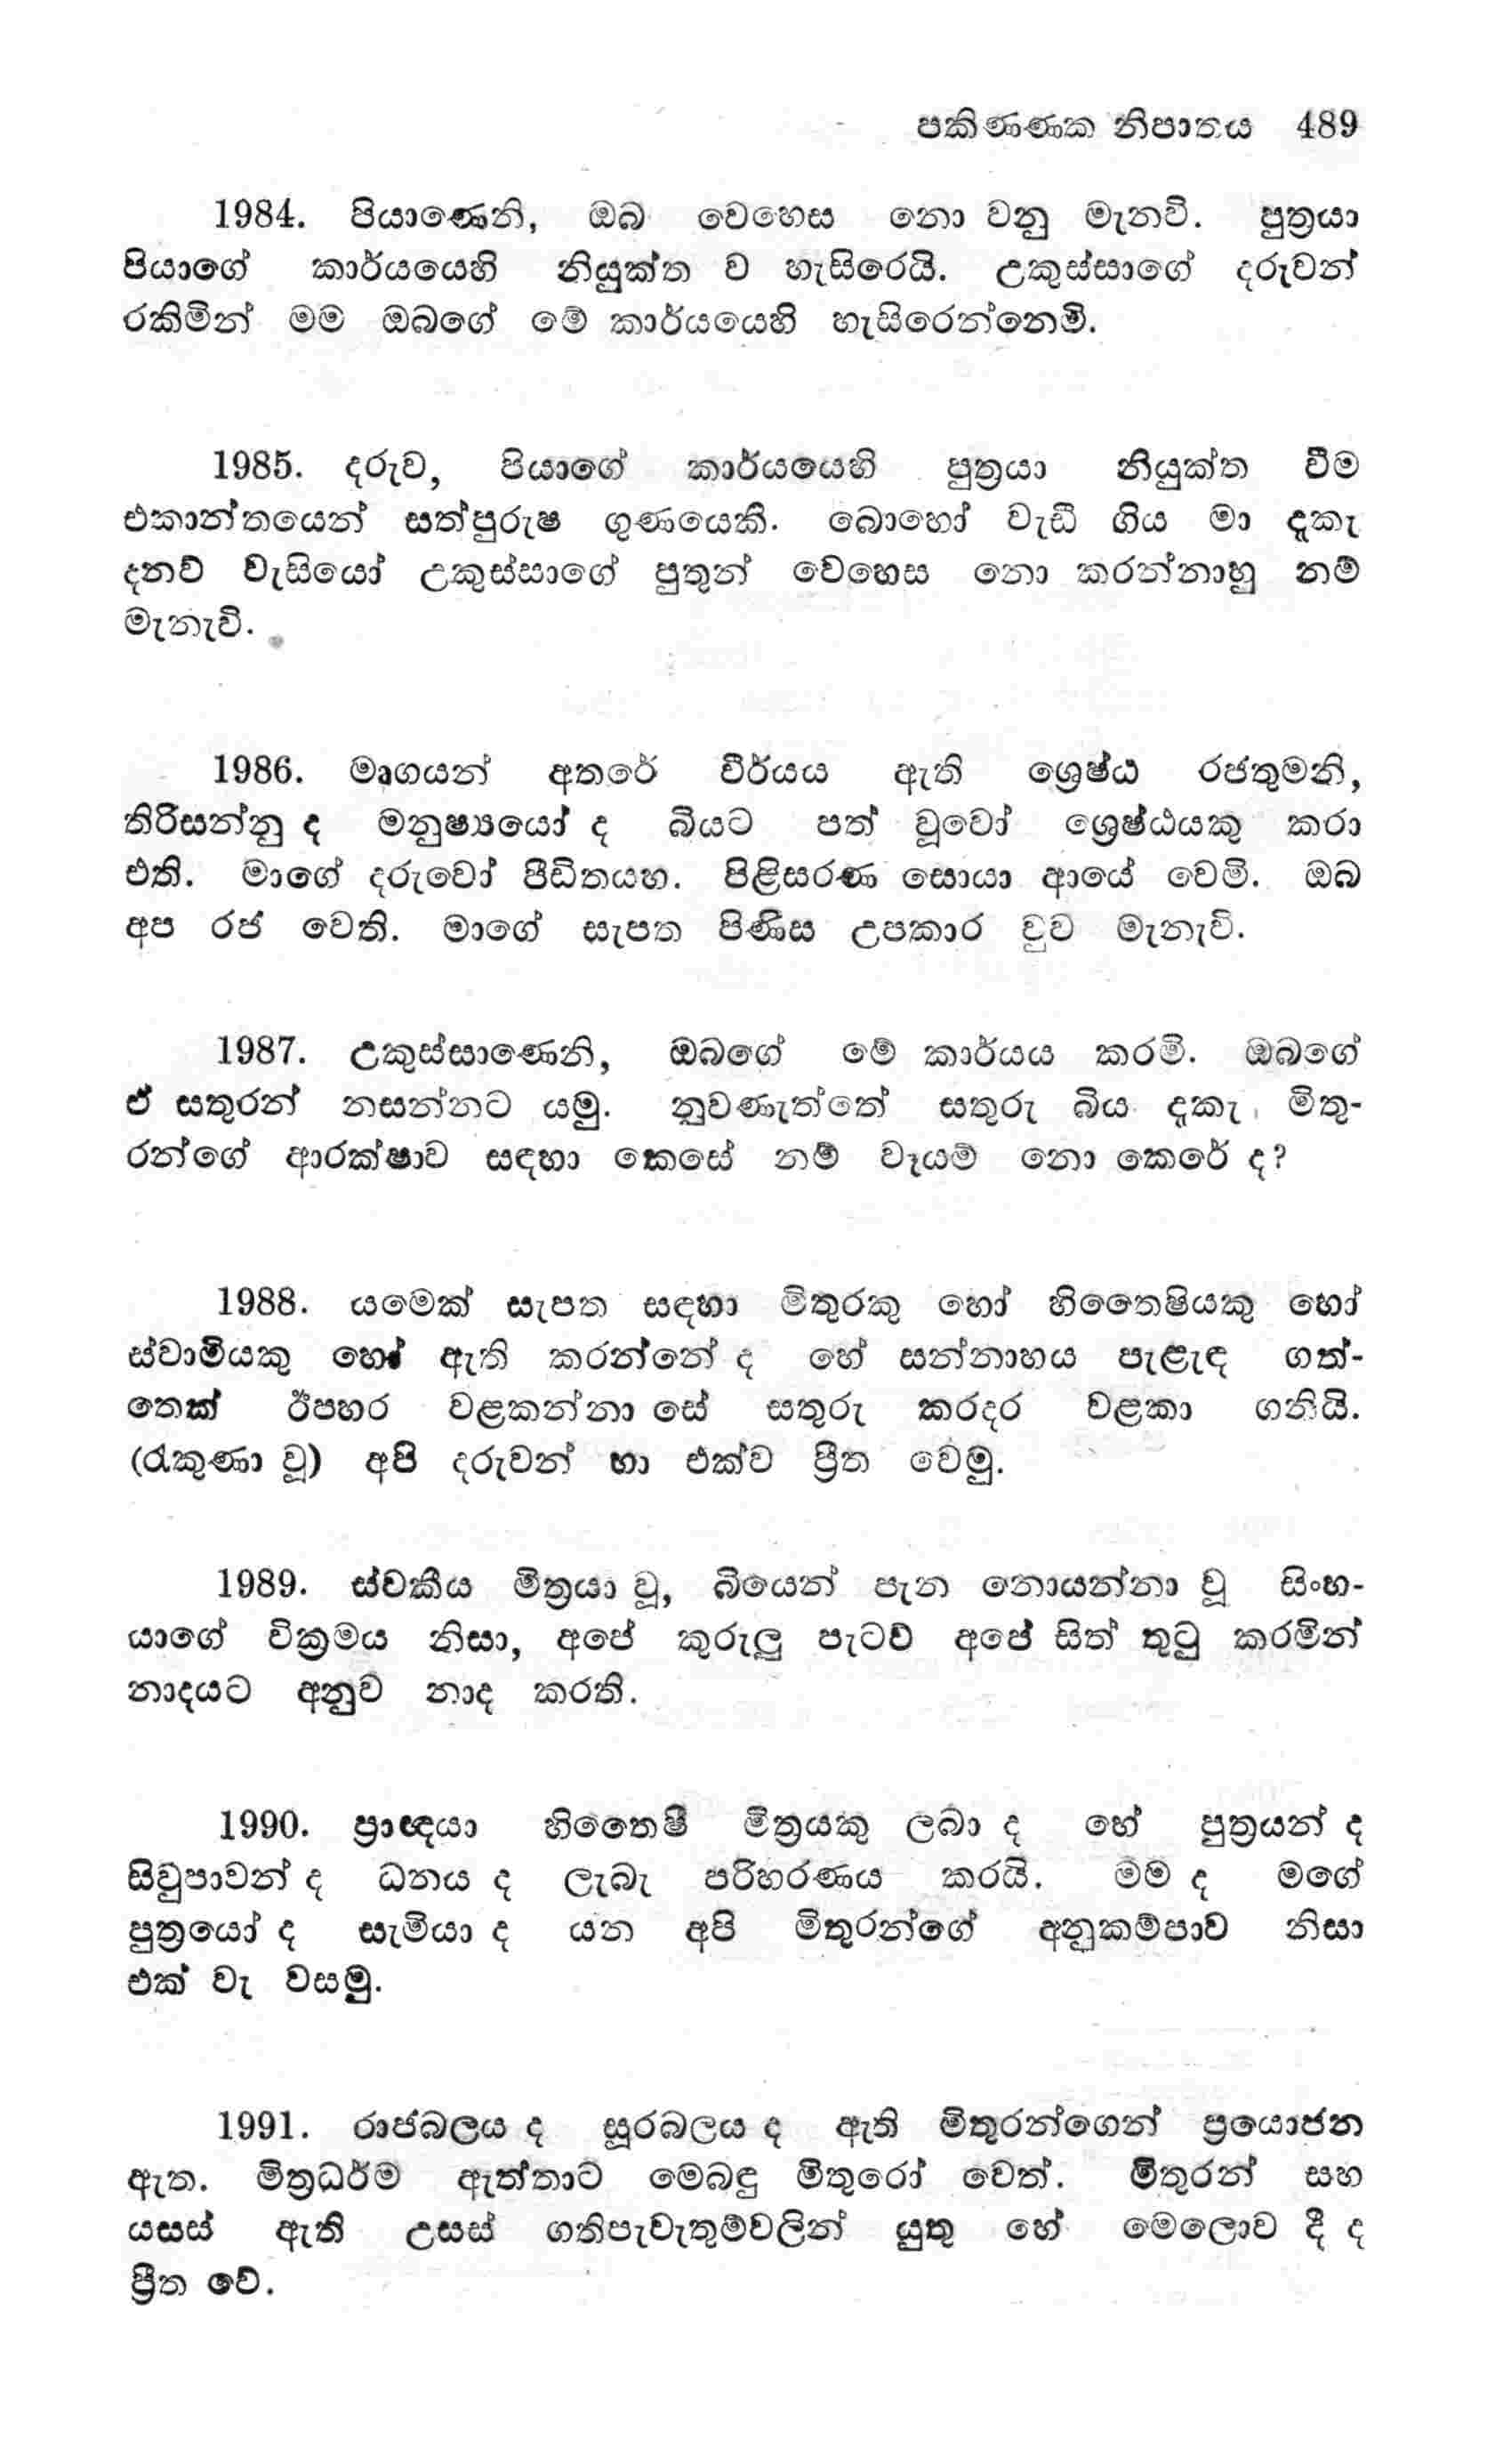 පකිණණක නිපාතය 489
1984. පියාණෙනි, ඔබ වෙහෙස නො වනු මැනවි. පුත්‍රයා
පියාගේ කාර්යයෙහි නියුක්ත ව හැසිරෙයි. උකුස්සාගේ දරුවන්
රකිමින් මම ඔබගේ මේ කාර්යයෙහි හැසිරෙන්නෙමි.
1985. දරුව, පියාගේ කාර්යයෙහි පුත්‍රයා නියුක්ත වීම
එකාන්තයෙන් සත්පුරුෂ ගුණයෙකි. බොහෝ වැඩී ගිය මා දැක
දනව් වැසියෝ උකුස්සාගේ පුතුන් වෙහෙස නො කරන්නාහු නම්
මැනැවි.
1986. මෘගයන් අතරේ වීර්යය ඇති ශ්‍රෙෂ්ඨ රජතුමනි,
තිරිසන්නු ද මනුෂ්‍යයෝ ද බියට පත් වූවෝ ශ්‍රෙෂ්ඨයකු කරා
එති. මාගේ දරුවෝ පීඩිතයහ. පිළිසරණ සොයා ආයේ වෙමි. ඔබ
අප රජ වෙති. මාගේ සැපත පිණිස උපකාර වුව මැනැවි.
1987. උකුස්සාණෙනි, ඔබගේ මේ කාර්යය කරමි. ඔබගේ
ඒ සතුරන් නසන්නට යමු. නුවණැත්තේ සතුරු බිය දැක මිතු-
රන්ගේ ආරක්ෂාව සඳහා කෙසේ නම් වෑයම් නො කෙරේ ද?
1988. යමෙක් සැපත සඳහා මිතුරකු හෝ හිතෛෂියකු හෝ
ස්වාමියකු හෝ ඇති කරන්නේ ද හේ සන්නාහය පැළැඳ ගත්-
තෙක් ඊපහර වළකන්නා සේ සතුරු කරදර වළකා ගනියි.
(රැකුණා වූ) අපි දරුවන් හා එක්ව ප්‍රීත වෙමු.
1989. ස්වකීය මිත්‍රයා වූ, බියෙන් පැන නොයන්නා වූ සිංහ-
යාගේ වික්‍රමය නිසා, අපේ කුරුලු පැටව් අපේ සිත් තුටු කරමින්
නාදයට අනුව නාද කරති.
1990. ප්‍රාඥයා හිතෛෂී මිත්‍රයකු ලබා ද හේ පුත්‍රයන් ද
සිවුපාවන් ද ධනය ද ලැබැ පරිහරණය කරයි. මම ද මගේ
පුත්‍රයෝ ද සැමියා ද යන අපි මිතුරන්ගේ අනුකම්පාව නිසා
එක් වැ වසමු.
1991. රාජබලය ද සූරබලය ද ඇති මිතුරන්ගෙන් ප්‍රයොජන
ඇත. මිත්‍රධර්ම ඇත්තාට මෙබඳු මිතුරෝ වෙත්. මිතුරන් සහ
යසස් ඇති උසස් ගතිපැවැතුම්වලින් යුතු හේ මෙලොව දී ද
ප්‍රීත වේ.